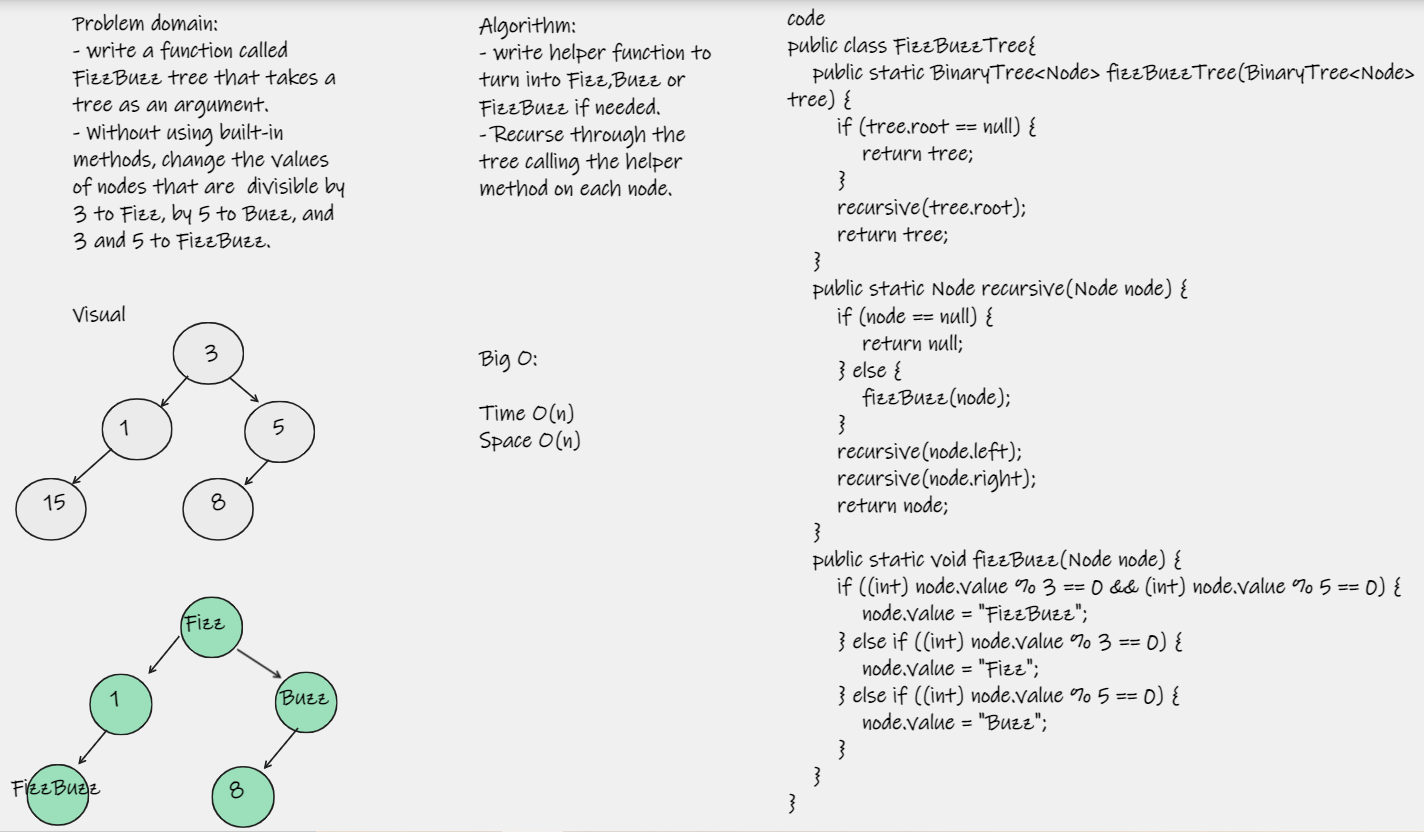 Problem domain:
- write a function called
FizzBuzz tree that takes a
tree as an argument.
- Without using built-in
methods, change the values
of nodes that are divisible by
3 to Fizz, by 5 to Buzz, and
3 and 5 to FizzBuzz.
Visual
3
1
5
15
8
Fizz
1
Buzz
FizzBuzz
8
Algorithm:
- write helper function to
turn into Fizz,Buzz or
FizzBuzz if needed.
- Recurse through the
tree calling the helper
method on each node.
Big O:
Time O(n)
Space O(n)
code
public class FizzBuzzTree{
public static BinaryTree<Node> fizzBuzzTree(BinaryTree<Node>
tree) {
if (tree.root == null) {
return tree;
}
recursive(tree.root);
return tree;
}
public static Node recursive(Node node) {
if (node == null) {
return null;
} else {
fizzBuzz(node);
}
recursive(node.left);
recursive(node.right);
return node;
}
public static void fizzBuzz(Node node) {
if ((int) node.value % 3 == 0 && (int) node.value % 5 == 0) {
node.value = "FizzBuzz";
} else if ((int) node.value % 3 == 0) {
node.value = "Fizz";
} else if ((int) node.value % 5 == 0) {
node.value = "Buzz";
}
}
}